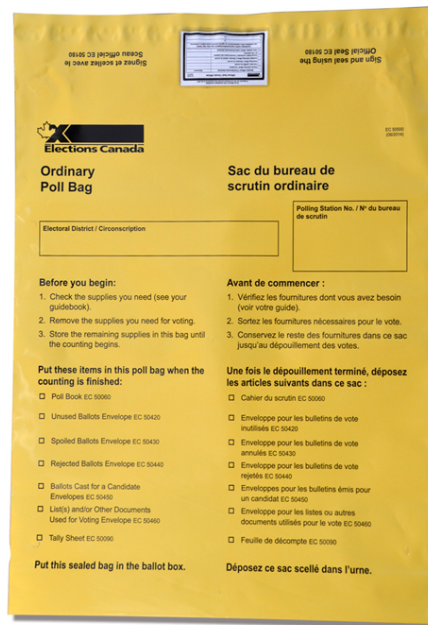 Signez et scellez avec le
Sceau officiel EC 50180
Sign and seal using the
Official Seal EC 50180
Elections Canada
EC 50000
Ordinary
Poll Bag
Sac du bureau de
scrutin ordinaire
Electoral District / Circonscription
Polling Station No. / Nº du bureau
de scrutin
Before you begin:
1. Check the supplies you need (see your
guidebook).
2. Remove the supplies you need for voting.
3. Store the remaining supplies in this bag until
the counting begins.
Put these items in this poll bag when the
counting is finished:
Poll Book EC 50060
Unused Ballots Envelope EC 50420
Spoiled Ballots Envelope EC 50430
Rejected Ballots Envelope EC 50440
Ballots Cast for a Candidate
Envelopes EC 50450
List(s) and/or Other Documents
Used for Voting Envelope EC 50460
Tally Sheet EC 50090
Put this sealed bag in the ballot box.
Avant de commencer :
1. Vérifiez les fournitures dont vous avez besoin
(voir votre guide).
2. Sortez les fournitures nécessaires pour le vote.
3. Conservez le reste des fournitures dans ce sac
jusqu'au dépouillement des votes.
Une fois le dépouillement terminé, déposez
les articles suivants dans ce sac :
Cahier du scrutin EC 50060
Enveloppe pour les bulletins de vote
inutilisés EC 50420
Enveloppe pour les bulletins de vote
annulés EC 50430
Enveloppe pour les bulletins de vote
rejetés EC 50440
Enveloppes pour les bulletins émis pour
un candidat EC 50450
Enveloppe pour les listes ou autres
documents utilisés pour le vote EC 50460
Feuille de décompte EC 50090
Déposez ce sac scellé dans l'urne.